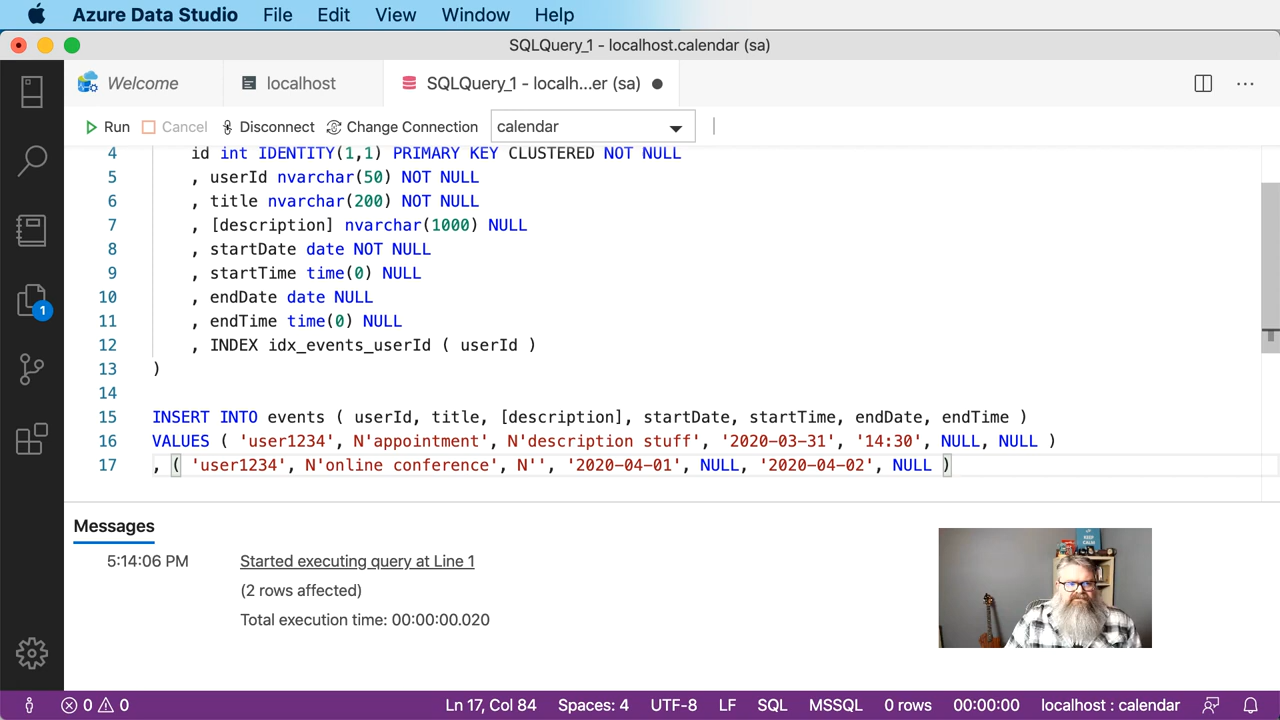 Azure Data Studio File Edit View Window Help
SQLQuery_1 - localhost.calendar (sa)
Welcome localhost SQLQuery_1 - localh...er (sa)
Run Cancel Disconnect Change Connection calendar
4 id int IDENTITY(1,1) PRIMARY KEY CLUSTERED NOT NULL
5 , userId nvarchar(50) NOT NULL
6 , title nvarchar(200) NOT NULL
7 , [description] nvarchar(1000) NULL
8 , startDate date NOT NULL
9 , startTime time(0) NULL
10 , endDate date NULL
11 , endTime time(0) NULL
12 , INDEX idx_events_userId ( userId )
13 )
14
15 INSERT INTO events ( userId, title, [description], startDate, startTime, endDate, endTime )
16 VALUES ( 'user1234', N'appointment', N'description stuff', '2020-03-31', '14:30', NULL, NULL )
17 , ( 'user1234', N'online conference', N'', '2020-04-01', NULL, '2020-04-02', NULL )
1
Messages
5:14:06 PM Started executing query at Line 1
(2 rows affected)
Total execution time: 00:00:00.020
KEEP
CALM
0 0 Ln 17, Col 84 Spaces: 4 UTF-8 LF SQL MSSQL 0 rows 00:00:00 localhost : calendar